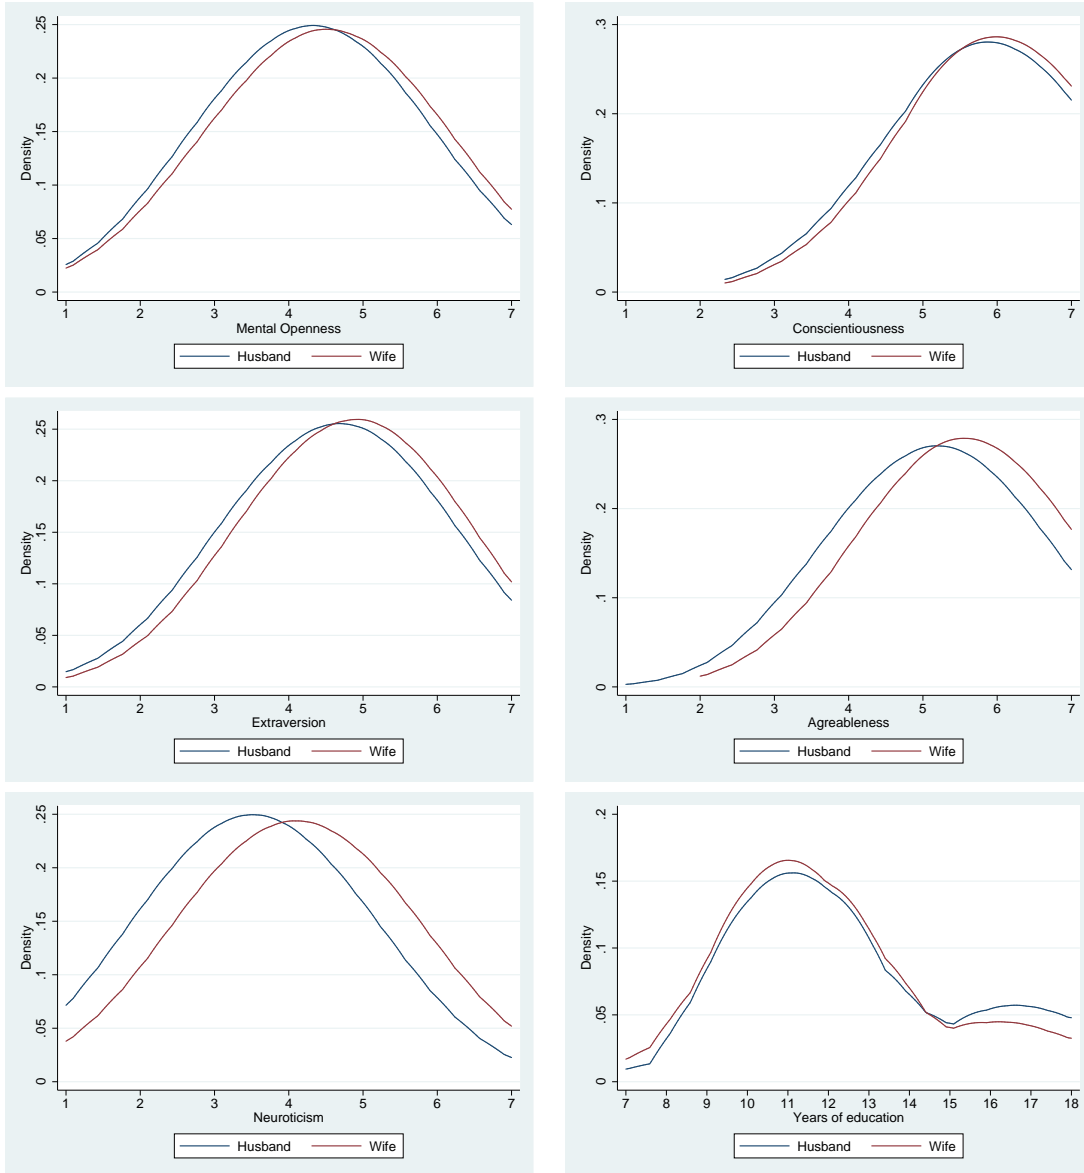 Density
0 .05 .1 .15 .2 .25
1 2 3 4 5 6 7
Mental Openness
Husband Wife
Density
0 .1 .2 .3
1 2 3 4 5 6 7
Conscientiousness
Husband Wife
Density
0 .05 .1 .15 .2 .25
1 2 3 4 5 6 7
Extraversion
Husband Wife
Density
0 .1 .2 .3
1 2 3 4 5 6 7
Agreableness
Husband Wife
Density
0 .05 .1 .15 .2 .25
1 2 3 4 5 6 7
Neuroticism
Husband Wife
Density
0 .05 .1 .15 .2
7 8 9 10 11 12 13 14 15 16 17 18
Years of education
Husband Wife